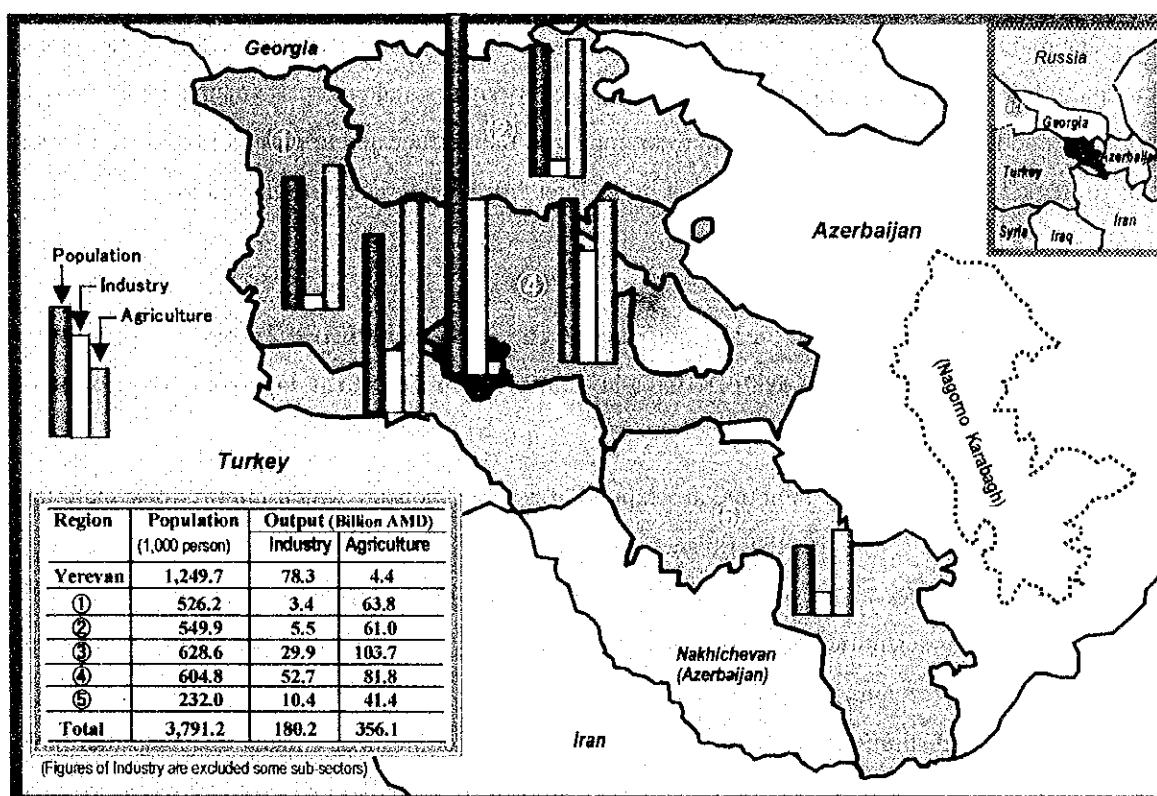 Georgia
①
②
④
Azerbaijan
Turkey
Nakhichevan
(Azerbaijan)
Iran
(Nagorno Karabagh)
Population
Industry
Agriculture
Russia
Georgia
Azerbaijan
Turkey
Syria
Iraq
Iran
Region Population Output (Billion AMD)
(1,000 person) Industry Agriculture
Yerevan 1,249.7 78.3 4.4
① 526.2 3.4 63.8
② 549.9 5.5 61.0
③ 628.6 29.9 103.7
④ 604.8 52.7 81.8
⑤ 232.0 10.4 41.4
Total 3,791.2 180.2 356.1
(Figures of Industry are excluded some sub-sectors)